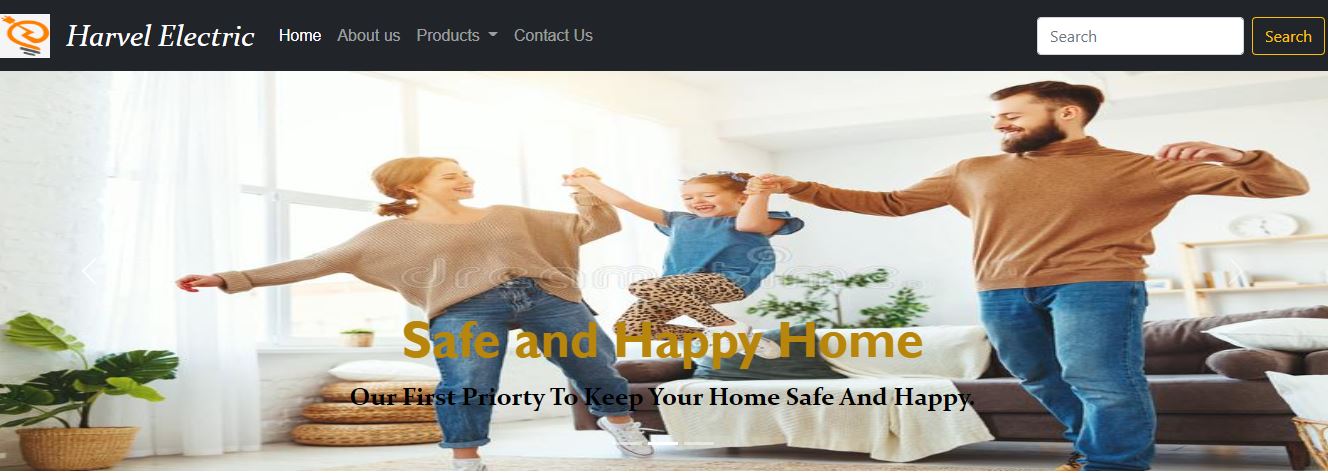 Harvel Electric Home About us Products Contact Us Search Search
dreamstime.
Safe and Happy Home
Our First Priorty To Keep Your Home Safe And Happy.